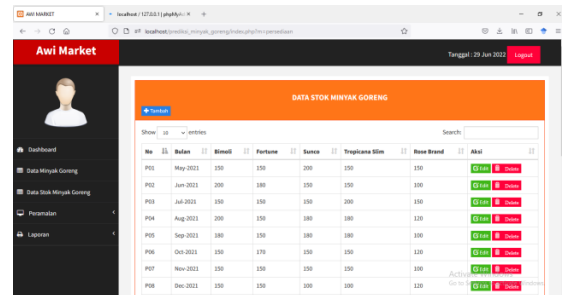 AWI MARKET
localhost / 127.0.0.1 | phpMyAd
localhost/prediksi_minyak_goreng/index.php?m=persediaan
Awi Market
Tanggal : 29 Jun 2022
Logout
Dashboard
Data Minyak Goreng
Data Stok Minyak Goreng
Peramalan
Laporan
DATA STOK MINYAK GORENG
Tambah
Show 10 entries
Search:
No Bulan Bimoli Fortune Sunco Tropicana Slim Rose Brand Aksi
P01 May-2021 150 150 200 150 150 Edit Delete
P02 Jun-2021 200 180 150 150 100 Edit Delete
P03 Jul-2021 150 150 150 200 150 Edit Delete
P04 Aug-2021 200 150 180 180 120 Edit Delete
P05 Sep-2021 180 150 180 180 100 Edit Delete
P06 Oct-2021 150 170 150 150 120 Edit Delete
P07 Nov-2021 150 150 150 150 100 Edit Delete
P08 Dec-2021 150 150 100 100 120 Edit Delete